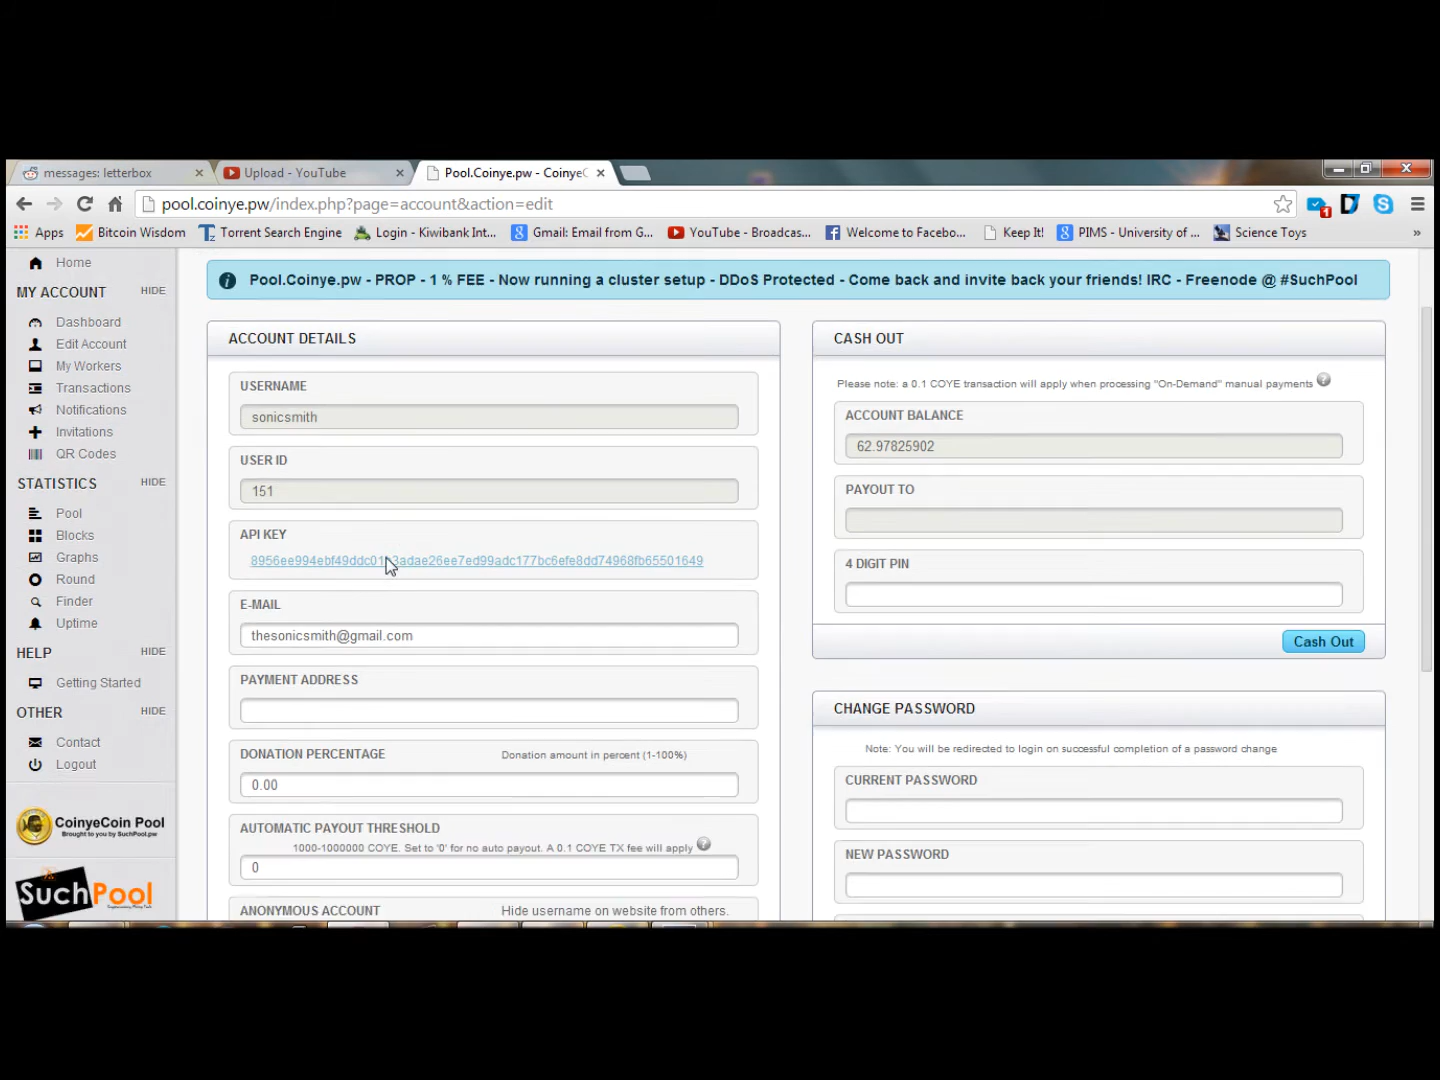 messages: letterbox
Upload - YouTube
Pool.Coinye.pw - CoinyeC
pool.coinye.pw/index.php?page=account&action=edit
Apps
Bitcoin Wisdom
Torrent Search Engine
Login - Kiwibank Int...
Gmail: Email from G...
YouTube - Broadcas...
Welcome to Facebo...
Keep It!
PIMS - University of ...
Science Toys
»
1
Home
MY ACCOUNT HIDE
Dashboard
Edit Account
My Workers
Transactions
Notifications
Invitations
QR Codes
STATISTICS HIDE
Pool
Blocks
Graphs
Round
Finder
Uptime
HELP HIDE
Getting Started
OTHER HIDE
Contact
Logout
CoinyeCoin Pool
Brought to you by SuchPool.pw
SuchPool
Pool.Coinye.pw - PROP - 1 % FEE - Now running a cluster setup - DDoS Protected - Come back and invite back your friends! IRC - Freenode @ #SuchPool
ACCOUNT DETAILS
USERNAME
sonicsmith
USER ID
151
API KEY
E-MAIL
thesonicsmith@gmail.com
PAYMENT ADDRESS
DONATION PERCENTAGE Donation amount in percent (1-100%)
0.00
AUTOMATIC PAYOUT THRESHOLD
1000-1000000 COYE. Set to '0' for no auto payout. A 0.1 COYE TX fee will apply
0
ANONYMOUS ACCOUNT Hide username on website from others.
CASH OUT
Please note: a 0.1 COYE transaction will apply when processing "On-Demand" manual payments
ACCOUNT BALANCE
62.97825902
PAYOUT TO
4 DIGIT PIN
Cash Out
CHANGE PASSWORD
Note: You will be redirected to login on successful completion of a password change
CURRENT PASSWORD
NEW PASSWORD